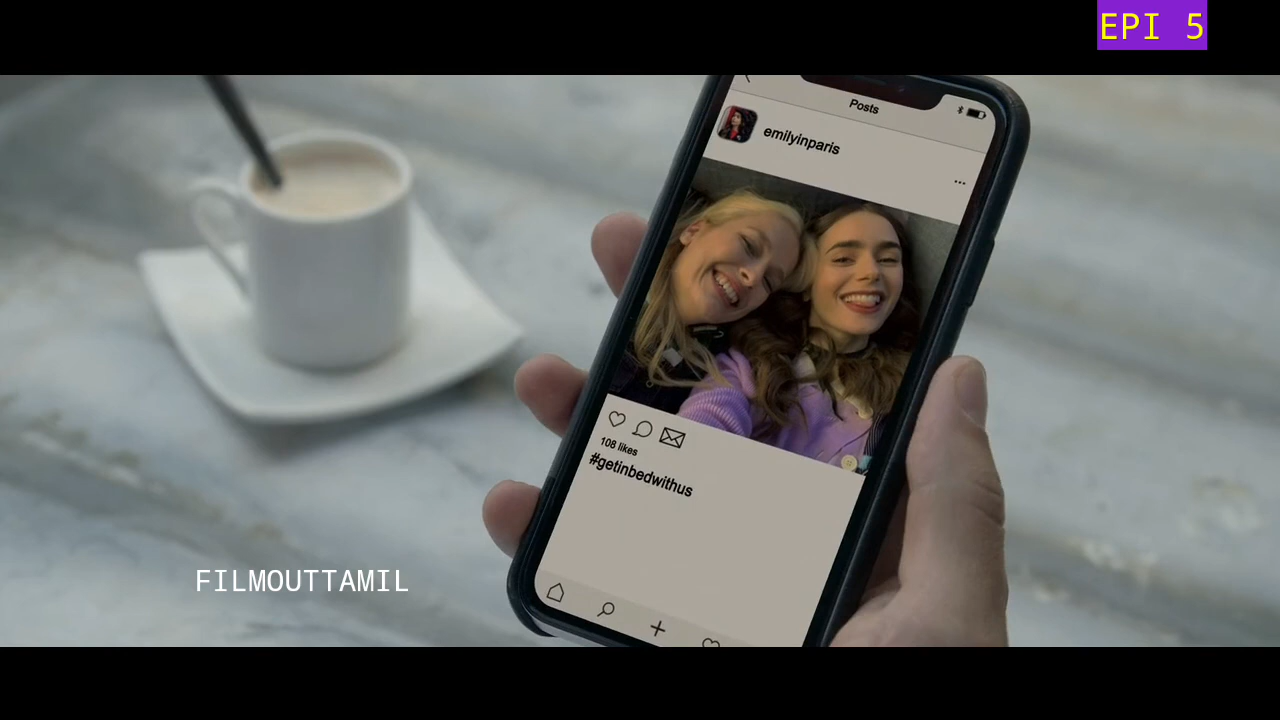 EPI 5
Posts
emilyinparis
108 likes
#getinbedwithus
FILMOUTTAMIL